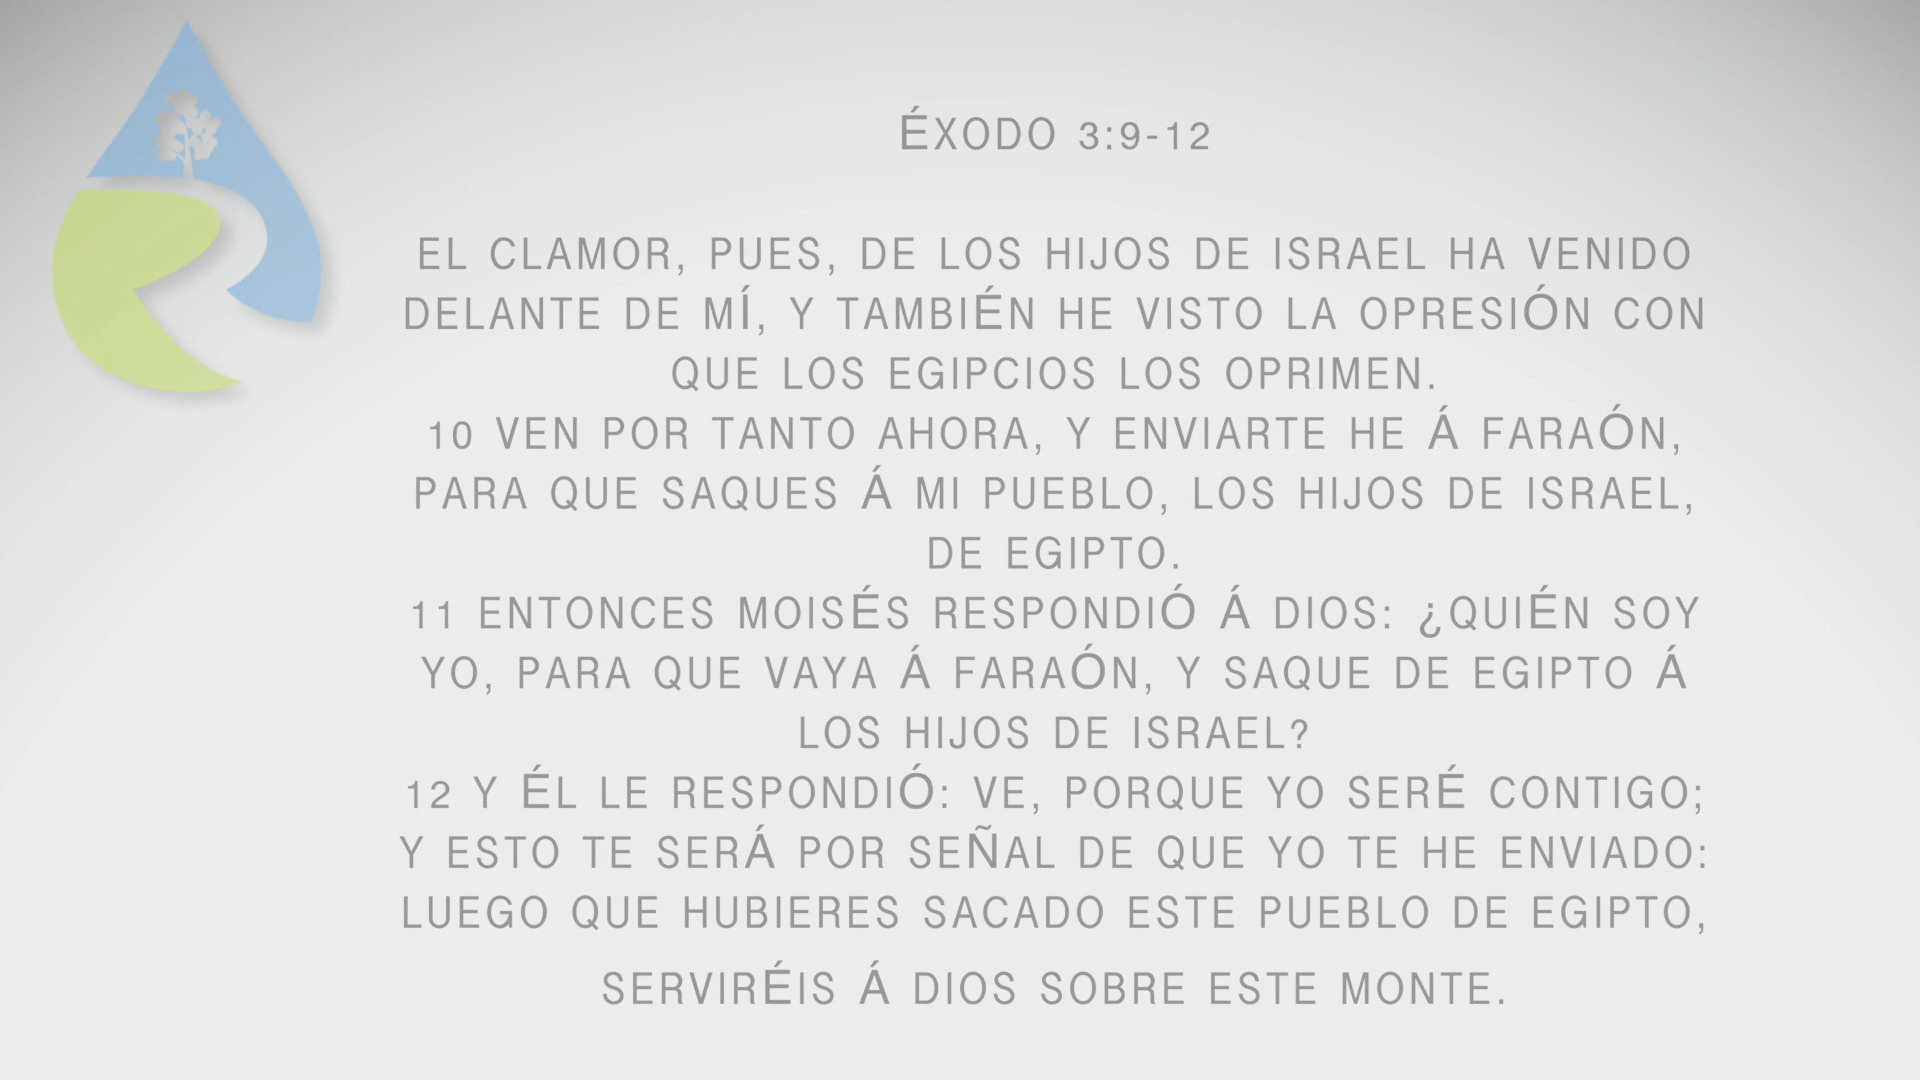 ÉXODO 3:9-12
EL CLAMOR, PUES, DE LOS HIJOS DE ISRAEL HA VENIDO
DELANTE DE MÍ, Y TAMBIÉN HE VISTO LA OPRESIÓN CON
QUE LOS EGIPCIOS LOS OPRIMEN.
10 VEN POR TANTO AHORA, Y ENVIARTE HE Á FARAÓN,
PARA QUE SAQUES Á MI PUEBLO, LOS HIJOS DE ISRAEL,
DE EGIPTO.
11 ENTONCES MOISÉS RESPONDIÓ Á DIOS: ¿QUIÉN SOY
YO, PARA QUE VAYA Á FARAÓN, Y SAQUE DE EGIPTO Á
LOS HIJOS DE ISRAEL?
12 Y ÉL LE RESPONDIÓ: VE, PORQUE YO SERÉ CONTIGO;
Y ESTO TE SERÁ POR SEÑAL DE QUE YO TE HE ENVIADO:
LUEGO QUE HUBIERES SACADO ESTE PUEBLO DE EGIPTO,
SERVIRÉIS Á DIOS SOBRE ESTE MONTE.